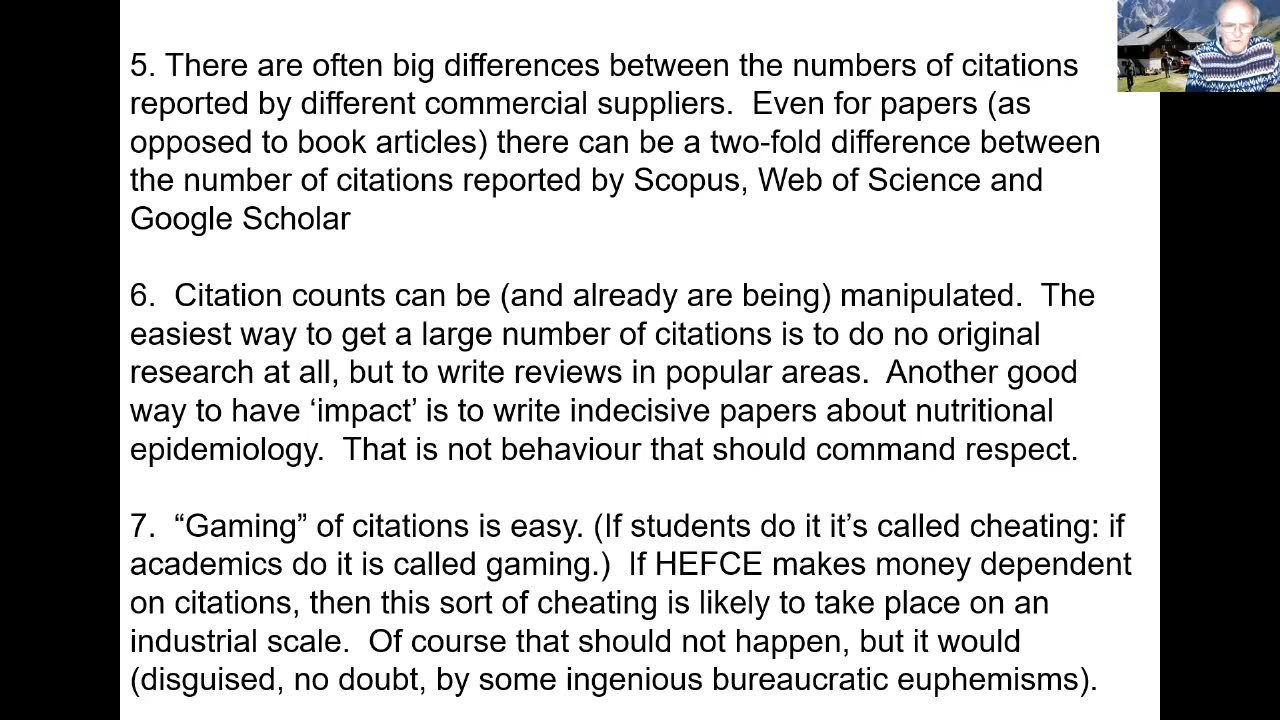 5. There are often big differences between the numbers of citations
reported by different commercial suppliers.  Even for papers (as
opposed to book articles) there can be a two-fold difference between
the number of citations reported by Scopus, Web of Science and
Google Scholar
6.  Citation counts can be (and already are being) manipulated.  The
easiest way to get a large number of citations is to do no original
research at all, but to write reviews in popular areas.  Another good
way to have ‘impact’ is to write indecisive papers about nutritional
epidemiology.  That is not behaviour that should command respect.
7.  “Gaming” of citations is easy. (If students do it it’s called cheating: if
academics do it is called gaming.)  If HEFCE makes money dependent
on citations, then this sort of cheating is likely to take place on an
industrial scale.  Of course that should not happen, but it would
(disguised, no doubt, by some ingenious bureaucratic euphemisms).